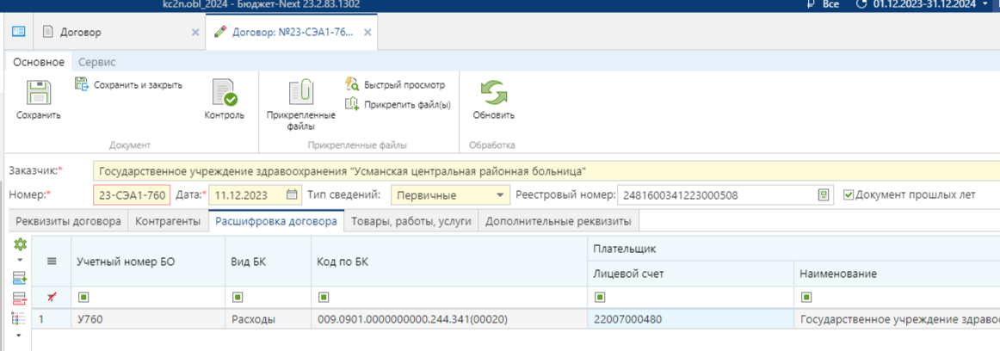 kc2n.obl_2024 - Бюджет-Next 23.2.83.1302 Все 01.12.2023-31.12.2024
Договор Договор: №23-СЭА1-76...
Основное Сервис
Сохранить Сохранить и закрыть Контроль Прикрепленные файлы Быстрый просмотр Прикрепить файл(ы) Обновить
Документ Прикрепленные файлы Обработка
Заказчик:* Государственное учреждение здравоохранения "Усманская центральная районная больница"
Номер:* 23-СЭА1-760 Дата:* 11.12.2023 Тип сведений: Первичные Реестровый номер: 2481600341223000508 Документ прошлых лет
Реквизиты договора Контрагенты Расшифровка договора Товары, работы, услуги Дополнительные реквизиты
Учетный номер БО Вид БК Код по БК Плательщик
Лицевой счет Наименование
1 У760 Расходы 009.0901.0000000000.244.341(00020) 22007000480 Государственное учреждение здраво